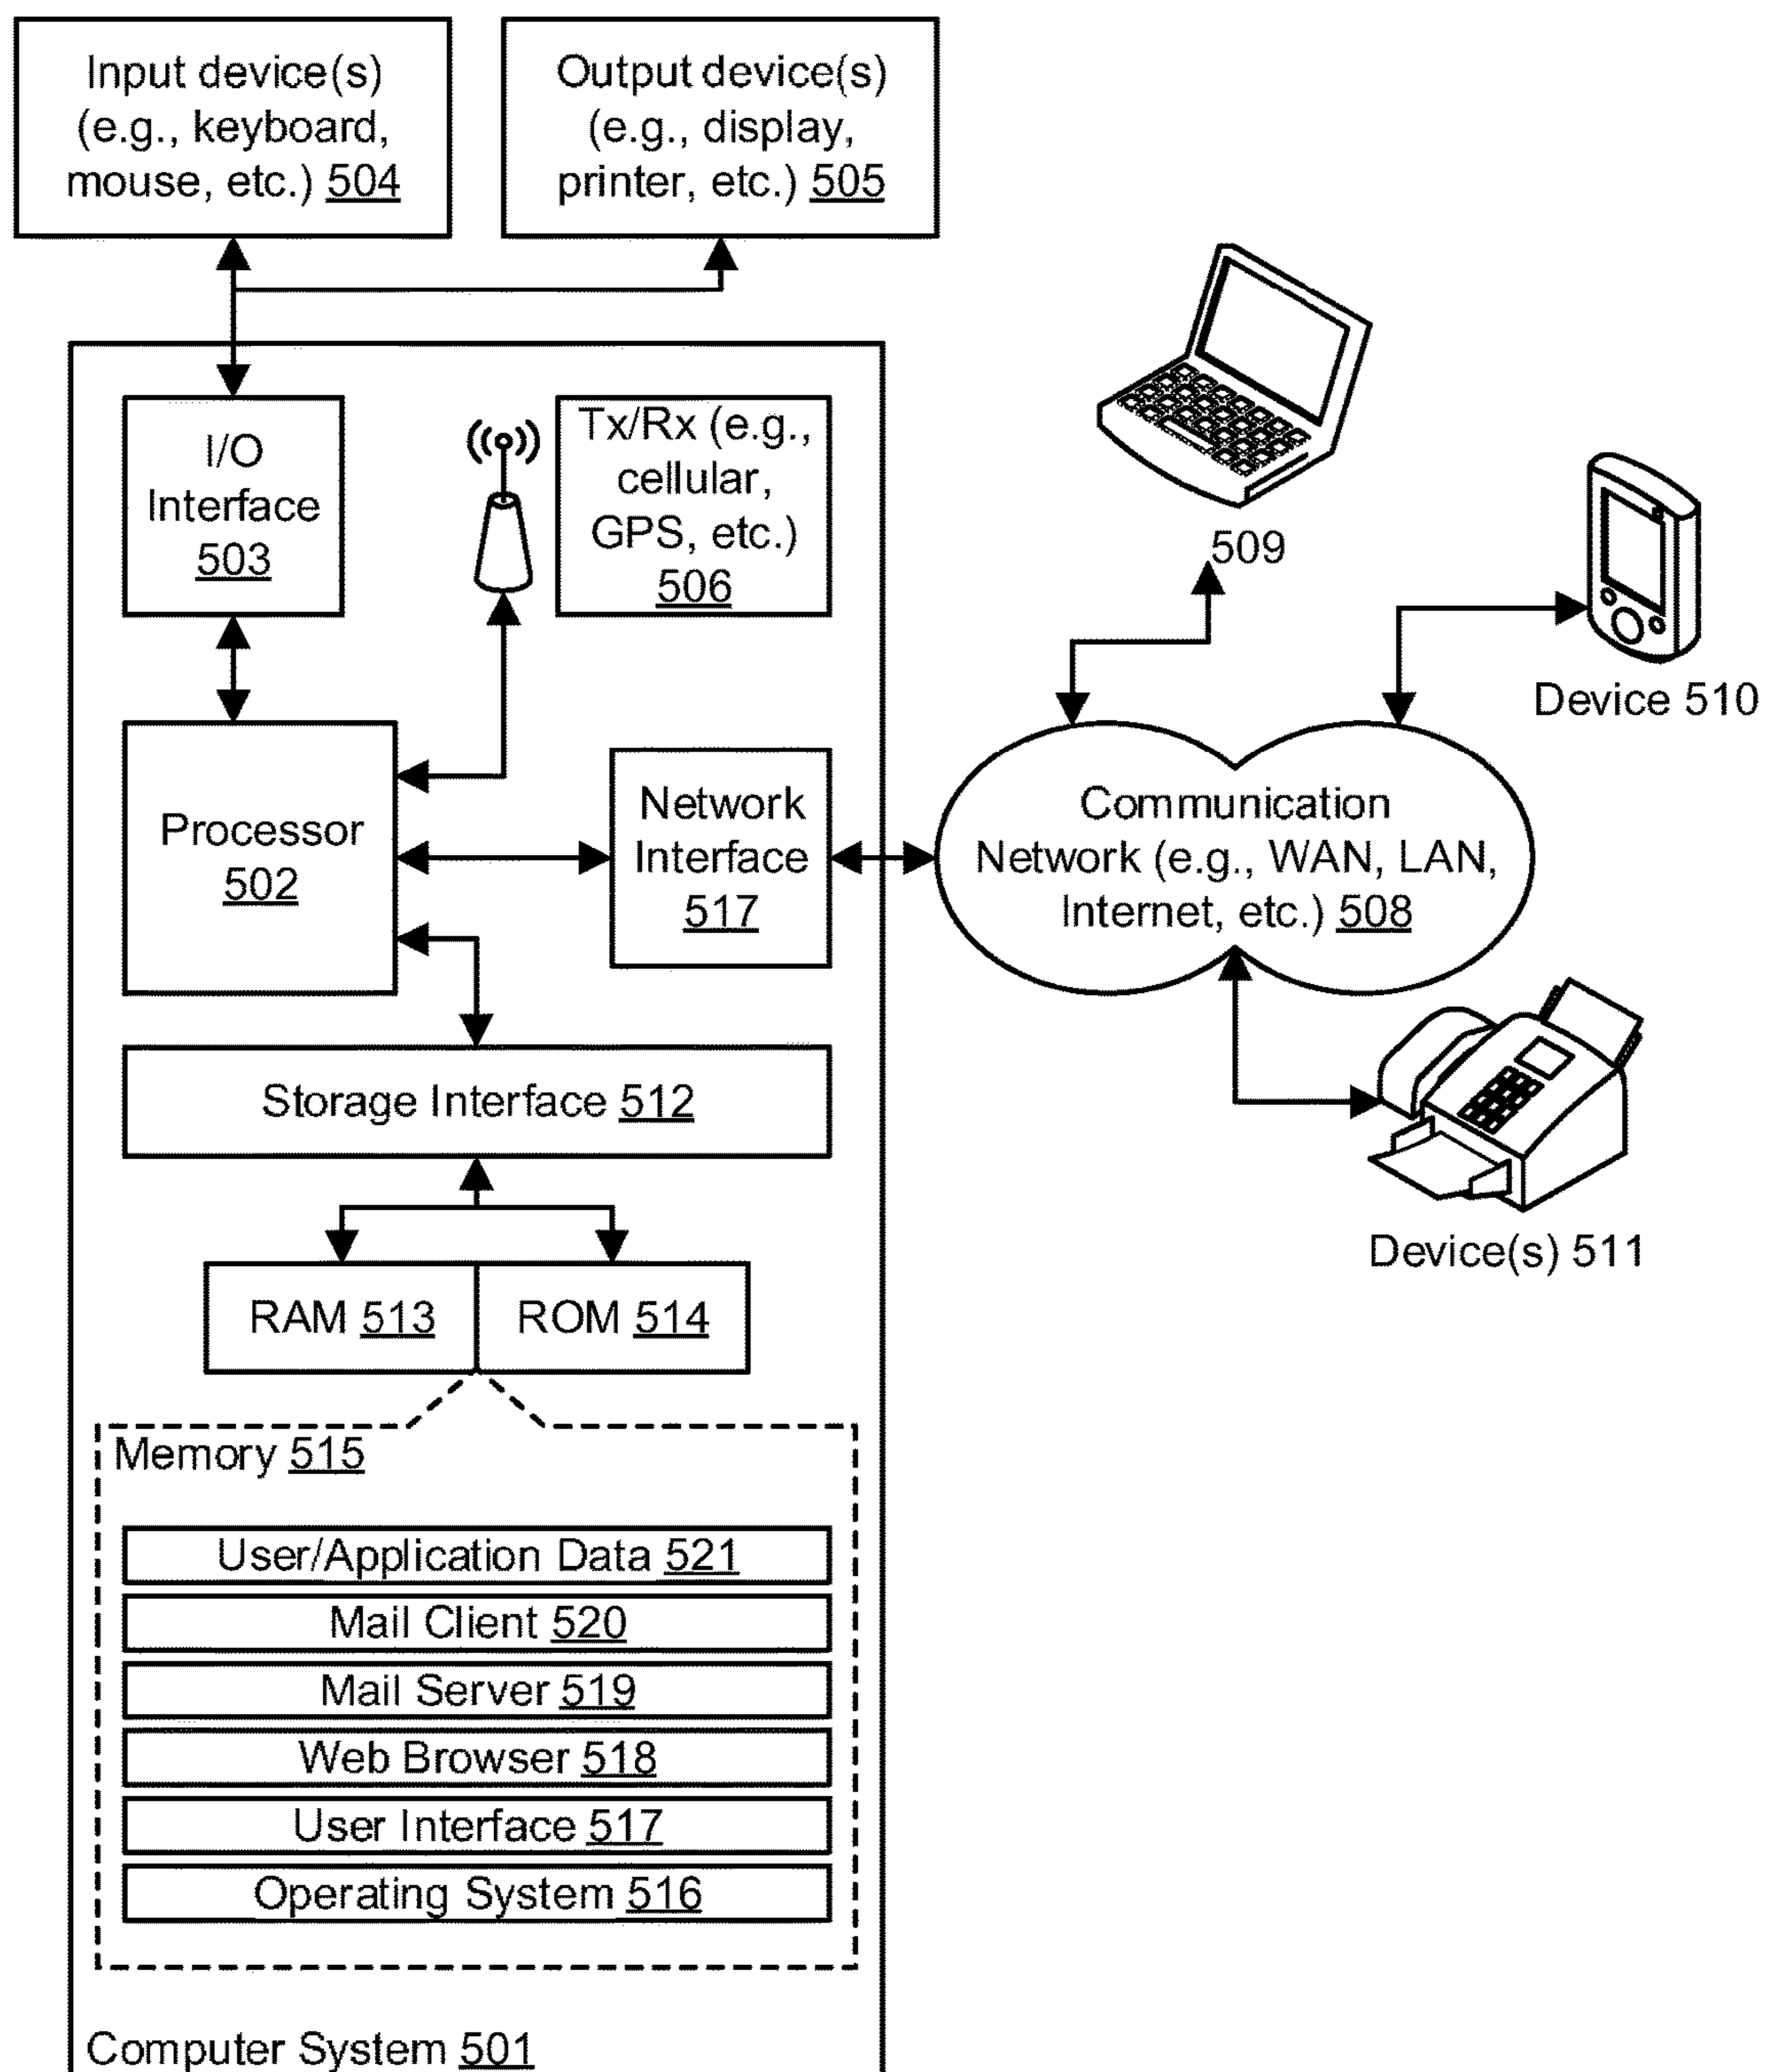 Input device(s)
(e.g., keyboard,
mouse, etc.) 504
Output device(s)
(e.g., display,
printer, etc.) 505
I/O
Interface
503
Tx/Rx (e.g.,
cellular,
GPS, etc.)
506
509
Device 510
Processor
502
Network
Interface
517
Communication
Network (e.g., WAN, LAN,
Internet, etc.) 508
Storage Interface 512
Device(s) 511
RAM 513
ROM 514
Memory 515
User/Application Data 521
Mail Client 520
Mail Server 519
Web Browser 518
User Interface 517
Operating System 516
Computer System 501